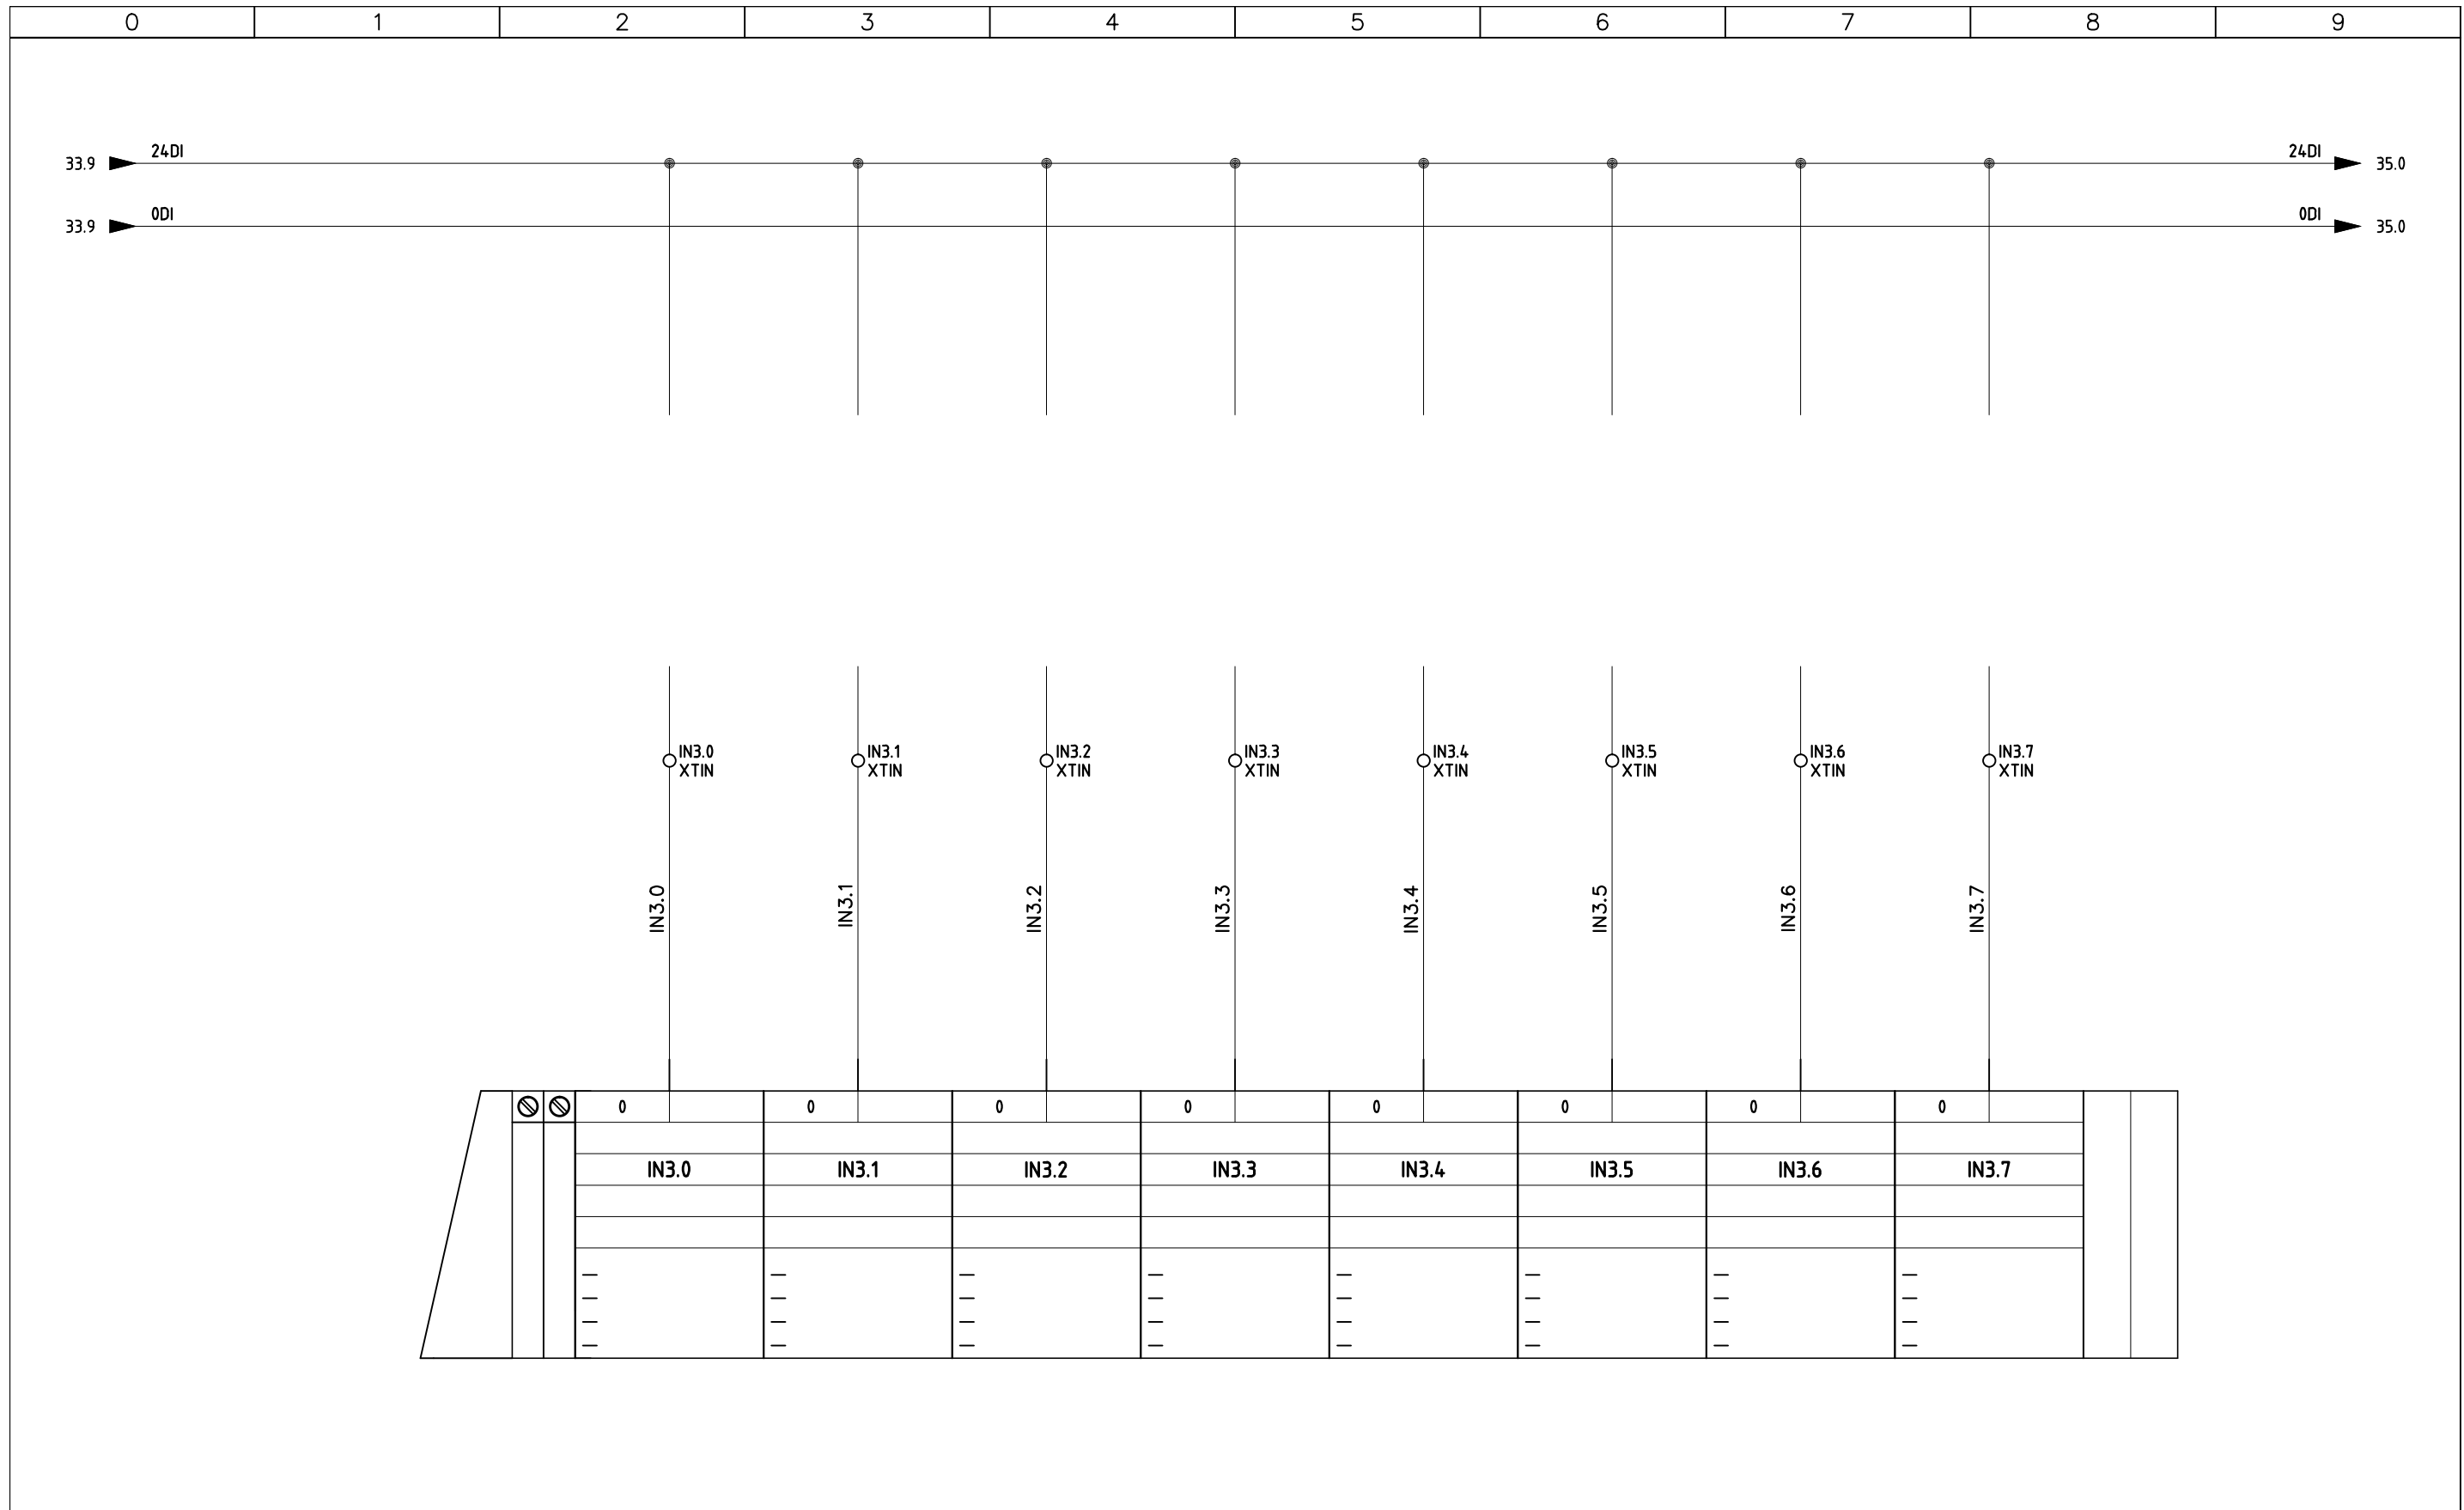 0 1 2 3 4 5 6 7 8 9
24DI 24DI
33.9 35.0
0DI 0DI
33.9 35.0
IN3.0 IN3.1 IN3.2 IN3.3 IN3.4 IN3.5 IN3.6 IN3.7
XTIN XTIN XTIN XTIN XTIN XTIN XTIN XTIN
IN3.0 IN3.1 IN3.2 IN3.3 IN3.4 IN3.5 IN3.6 IN3.7
0 0 0 0 0 0 0 0
IN3.0 IN3.1 IN3.2 IN3.3 IN3.4 IN3.5 IN3.6 IN3.7